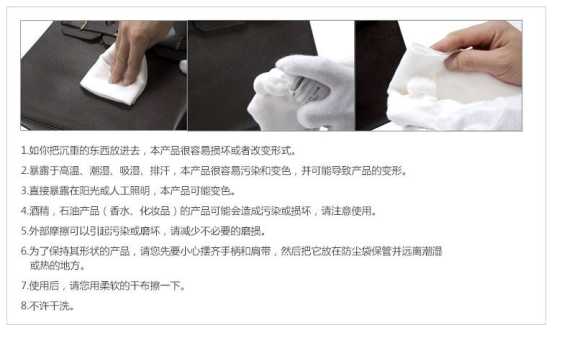 1.如你把沉重的东西放进去，本产品很容易损坏或者改变形式。
2.暴露于高温、潮湿、吸湿、排汗，本产品很容易污染和变色，并可能导致产品的变形。
3.直接暴露在阳光或人工照明，本产品可能变色。
4.酒精，石油产品（香水、化妆品）的产品可能会造成污染或损坏，请注意使用。
5.外部摩擦可以引起污染或磨坏，请减少不必要的磨损。
6.为了保持其形状的产品，请您先要小心摆齐手柄和肩带，然后把它放在防尘袋保管并远离潮湿
或热的地方。
7.使用后，请您用柔软的干布擦一下。
8.不许干洗。